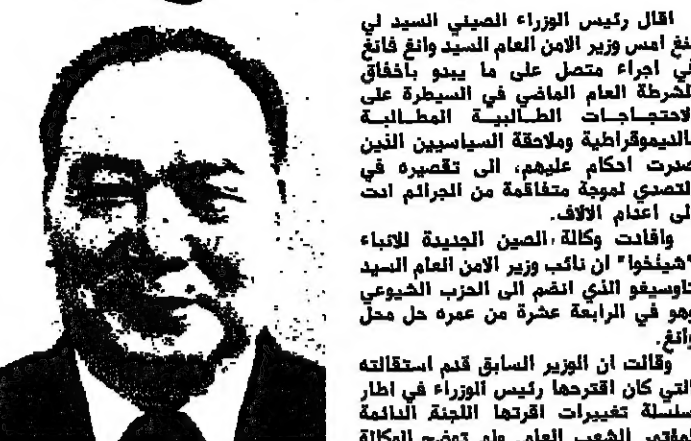 اقال رئيس الوزراء الصيني السيد لي
بنغ امس وزير الامن العام السيد وانغ فانغ
في اجراء متصل على ما يبدو باخفاق
الشرطة العام الماضي في السيطرة على
الاحتجاجات الطالبية المطالبة
بالديموقراطية وملاحقة السياسيين الذين
صدرت احكام عليهم، الى تقصيره في
التصدي لموجة متفاقمة من الجرائم ادت
الى اعدام الالاف.
وافادت وكالة الصين الجديدة للانباء
"شينخوا" ان نائب وزير الامن العام السيد
تاوسيغو الذي انضم الى الحزب الشيوعي
وهو في الرابعة عشرة من عمره حل محل
وانغ.
وقالت ان الوزير السابق قدم استقالته
التي كان اقترحها رئيس الوزراء في اطار
سلسلة تغييرات اقرتها اللجنة الدائمة
الشعب العام ولم توضح الوكالة